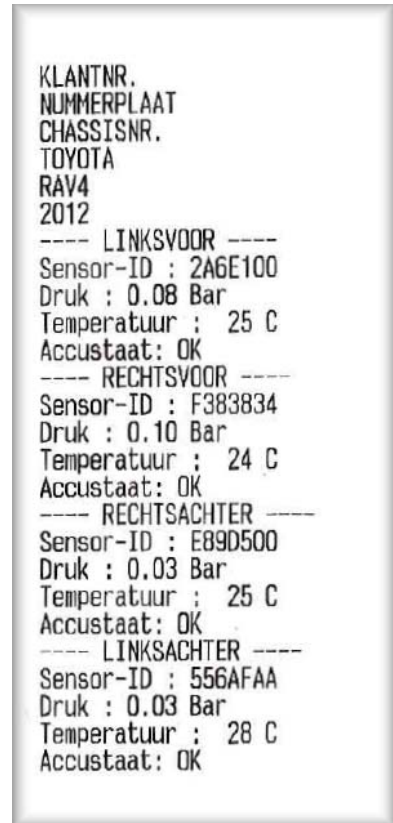 KLANTNR.
NUMMERPLAAT
CHASSISNR.
TOYOTA
RAV4
2012
---- LINKSVOOR ----
Sensor-ID : 2A6E100
Druk : 0.08 Bar
Temperatuur :  25 C
Accustaat: OK
---- RECHTSVOOR ----
Sensor-ID : F383834
Druk : 0.10 Bar
Temperatuur :  24 C
Accustaat: OK
---- RECHTSACHTER ----
Sensor-ID : E89D500
Druk : 0.03 Bar
Temperatuur :  25 C
Accustaat: OK
---- LINKSACHTER ----
Sensor-ID : 556AFAA
Druk : 0.03 Bar
Temperatuur :  28 C
Accustaat: OK